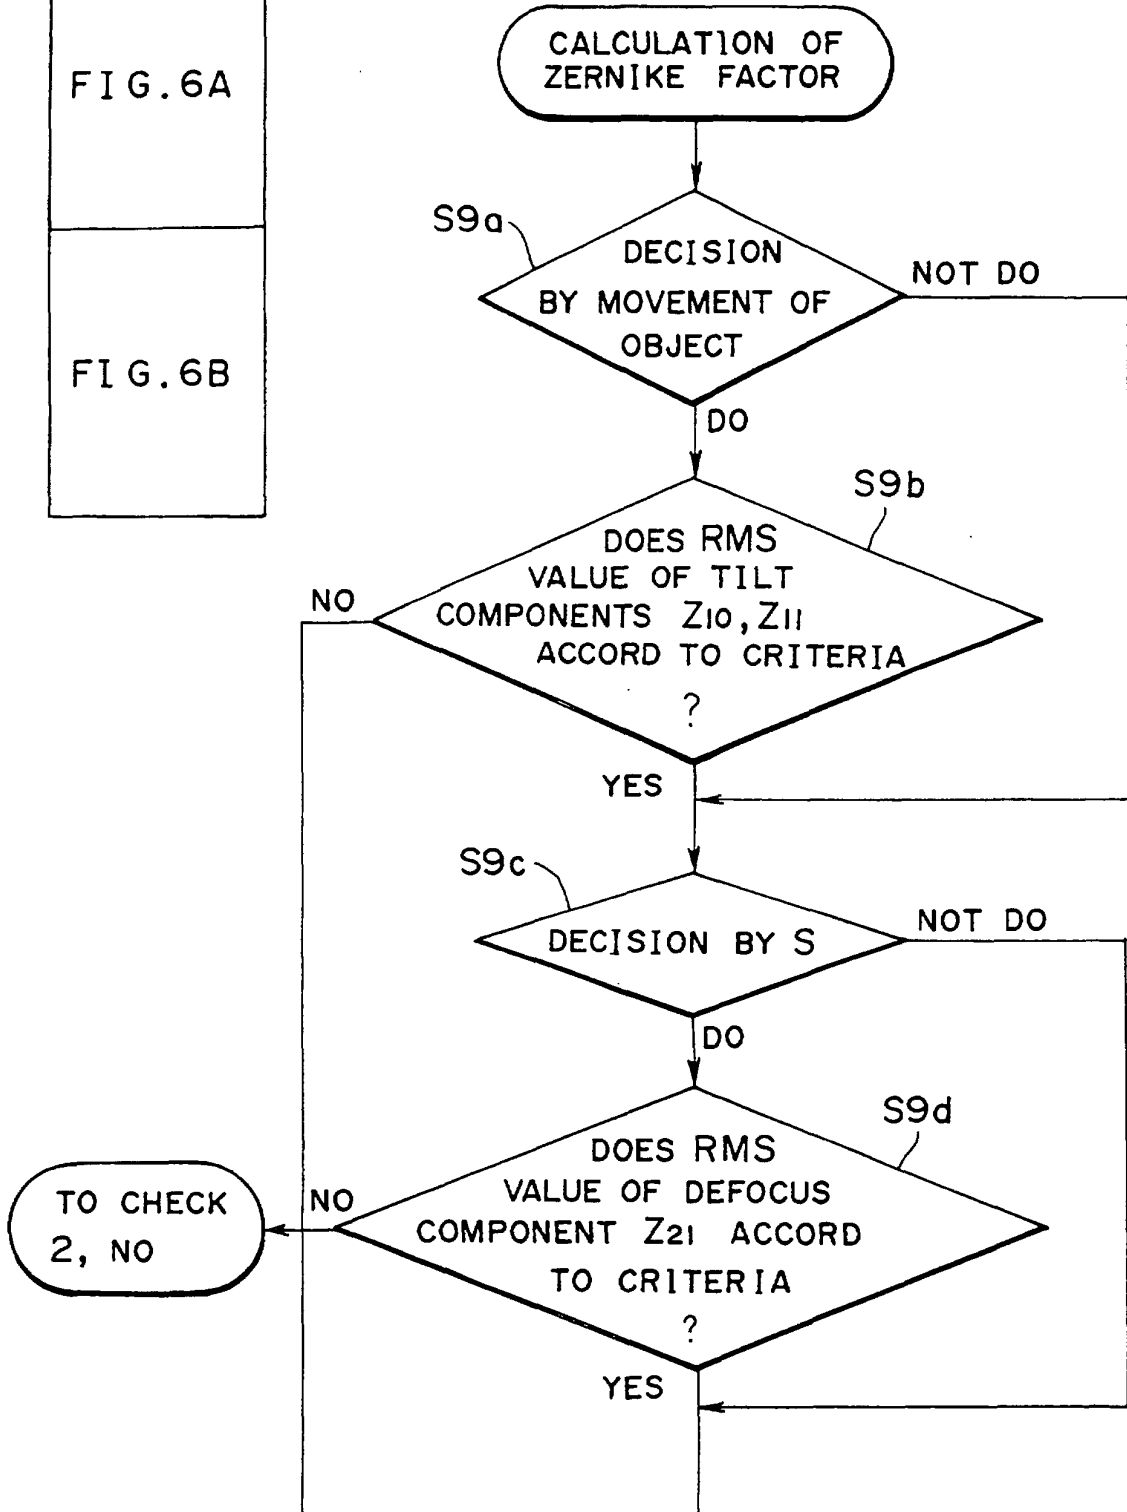 FIG.6A
FIG.6B
CALCULATION OF
ZERNIKE FACTOR
S9a
DECISION
BY MOVEMENT OF
OBJECT
NOT DO
DO
S9b
DOES RMS
VALUE OF TILT
COMPONENTS Z10, Z11
ACCORD TO CRITERIA
?
NO
YES
S9c
DECISION BY S
NOT DO
DO
S9d
DOES RMS
VALUE OF DEFOCUS
COMPONENT Z21 ACCORD
TO CRITERIA
?
NO
TO CHECK
2, NO
YES